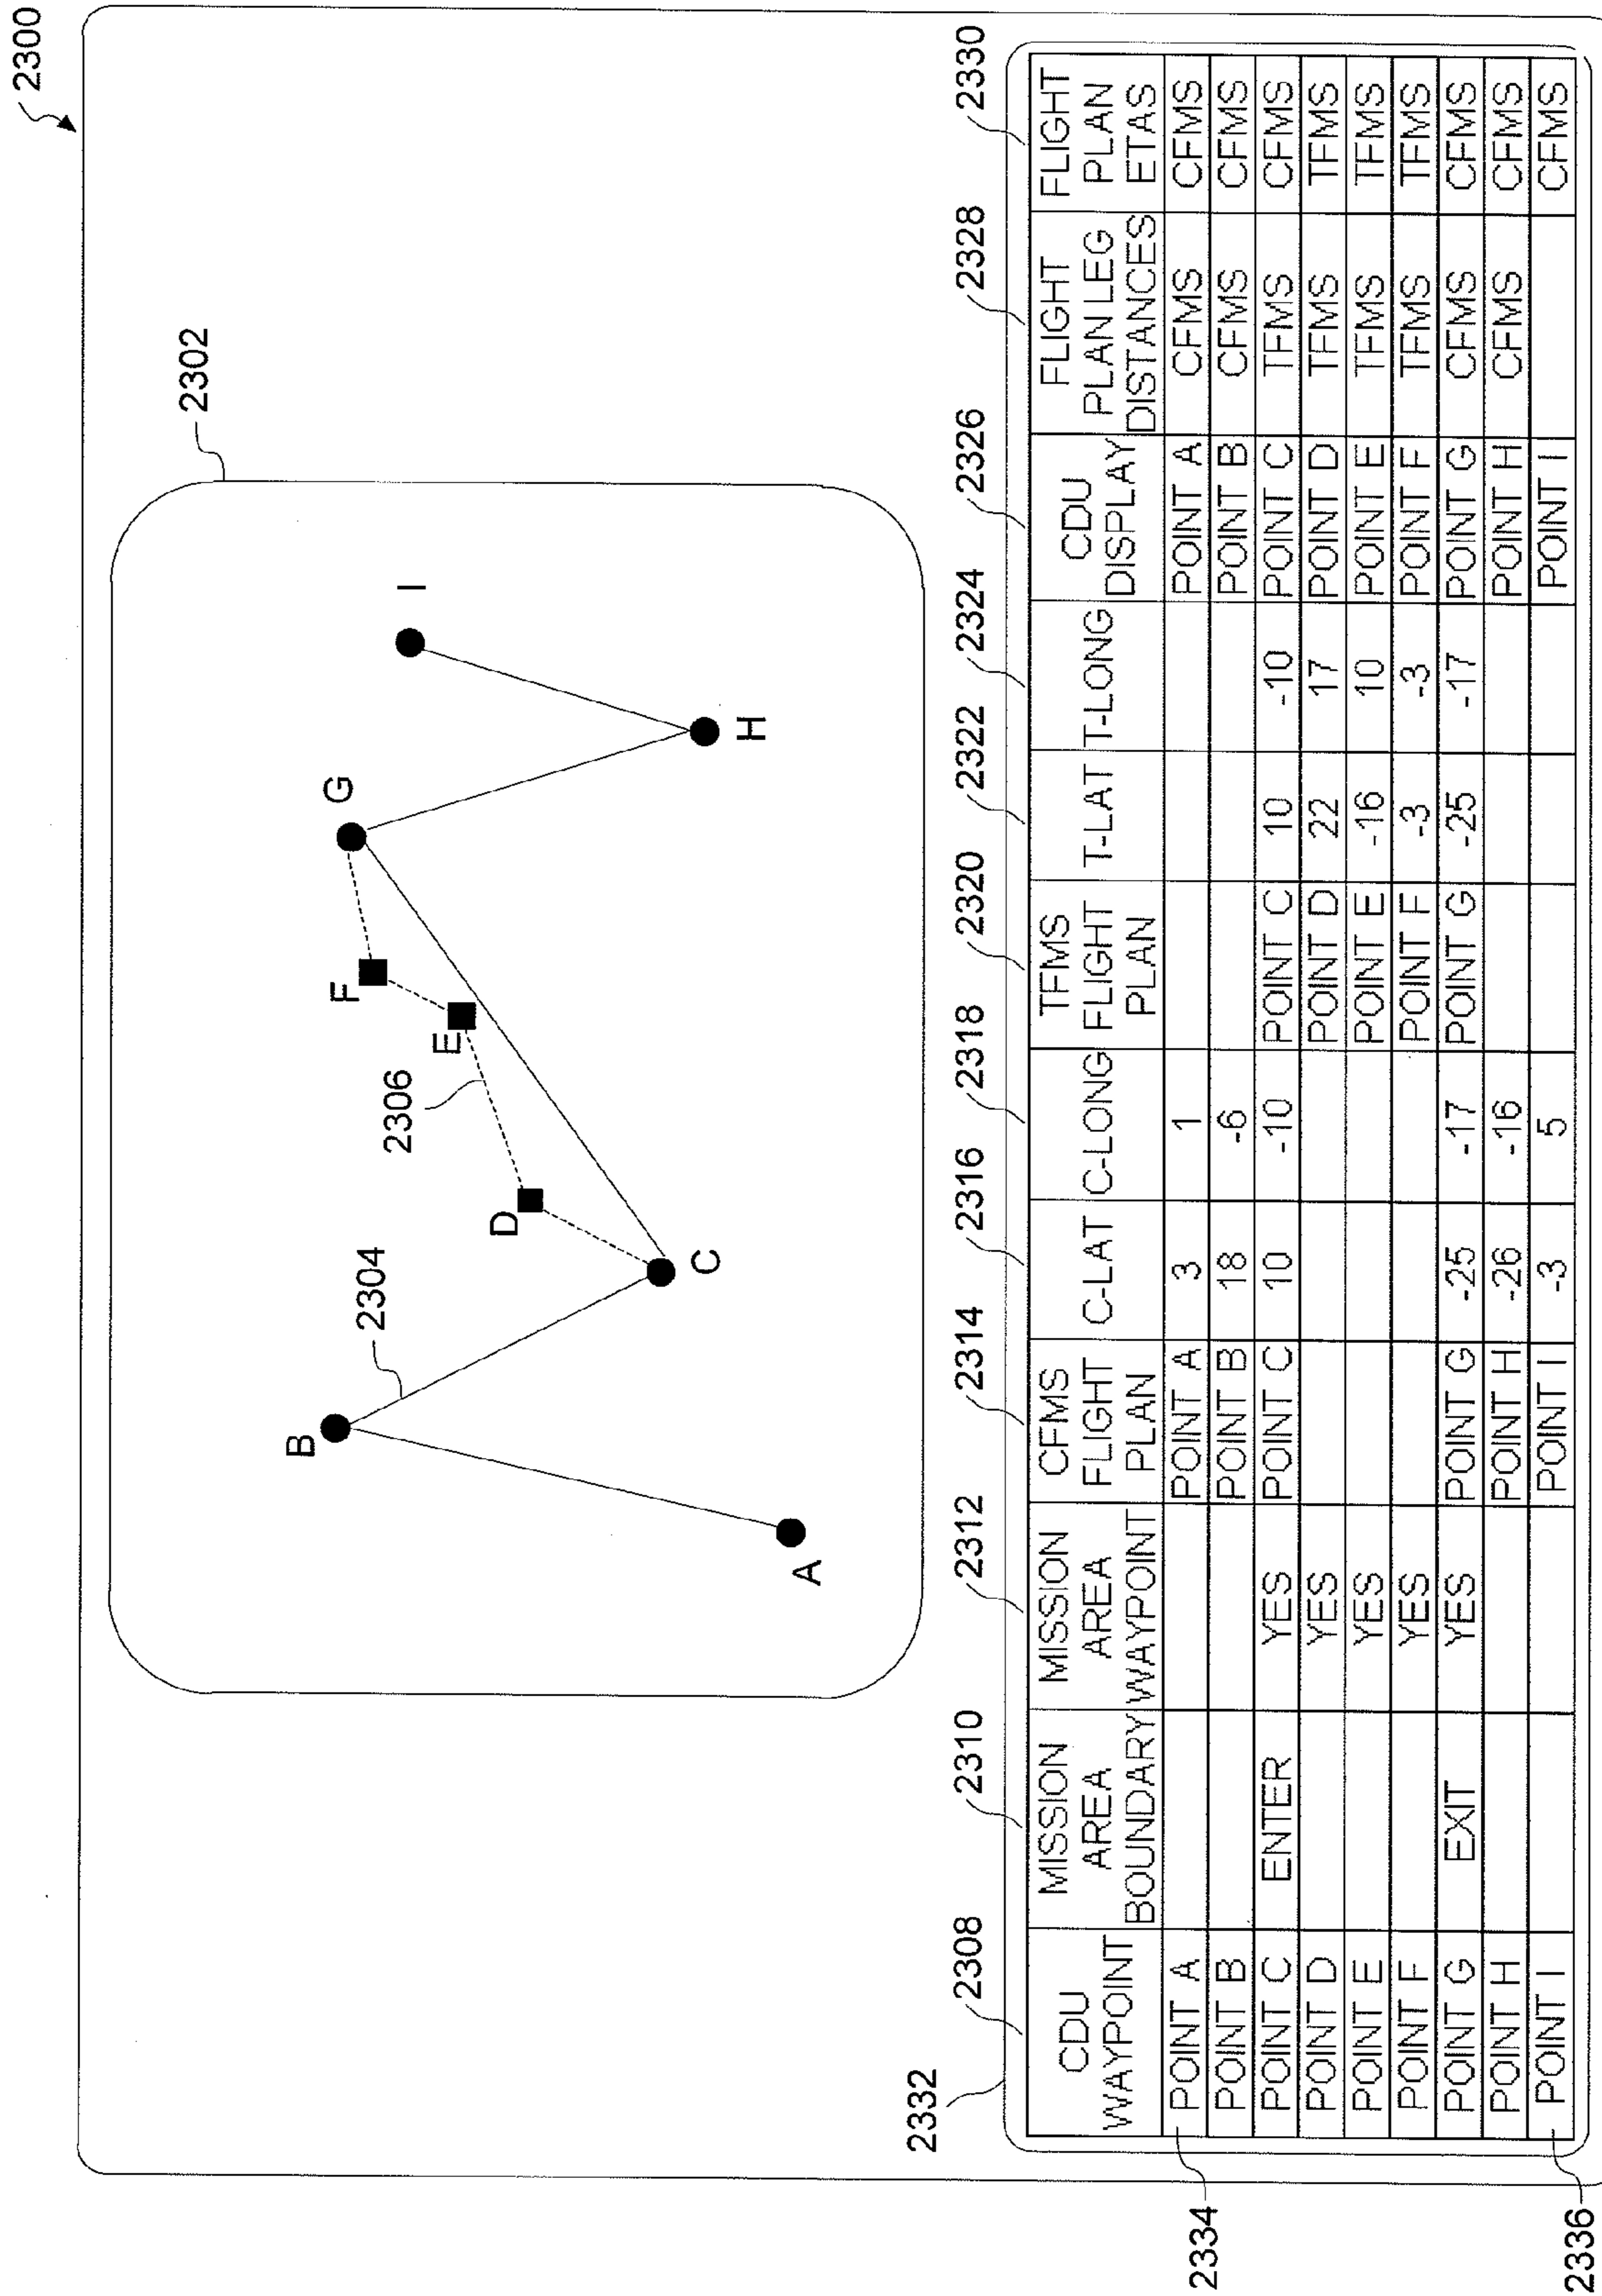 2300
2302
B
G
I
F
2304
2306
E
D
H
C
A
2332
2308
2310
2312
2314
2316
2318
2320
2322
2324
2326
2328
2330
CDU WAYPOINT | MISSION AREA BOUNDARY | MISSION AREA WAYPOINT | CFMS FLIGHT PLAN | C-LAT | C-LONG | TFMS FLIGHT PLAN | T-LAT | T-LONG | CDU DISPLAY | FLIGHT PLAN LEG DISTANCES | FLIGHT PLAN ETAS
POINT A | | | POINT A | 3 | 1 | | | | POINT A | CFMS | CFMS
POINT B | | | POINT B | 18 | -6 | | | | POINT B | CFMS | CFMS
POINT C | ENTER | YES | POINT C | 10 | -10 | POINT C | 10 | -10 | POINT C | TFMS | CFMS
POINT D | | YES | | | | POINT D | 22 | 17 | POINT D | TFMS | TFMS
POINT E | | YES | | | | POINT E | -16 | 10 | POINT E | TFMS | TFMS
POINT F | | YES | | | | POINT F | -3 | -3 | POINT F | TFMS | TFMS
POINT G | EXIT | YES | POINT G | -25 | -17 | POINT G | -25 | -17 | POINT G | CFMS | CFMS
POINT H | | | POINT H | -26 | -16 | | | | POINT H | CFMS | CFMS
POINT I | | | POINT I | -3 | 5 | | | | POINT I | | CFMS
2334
2336